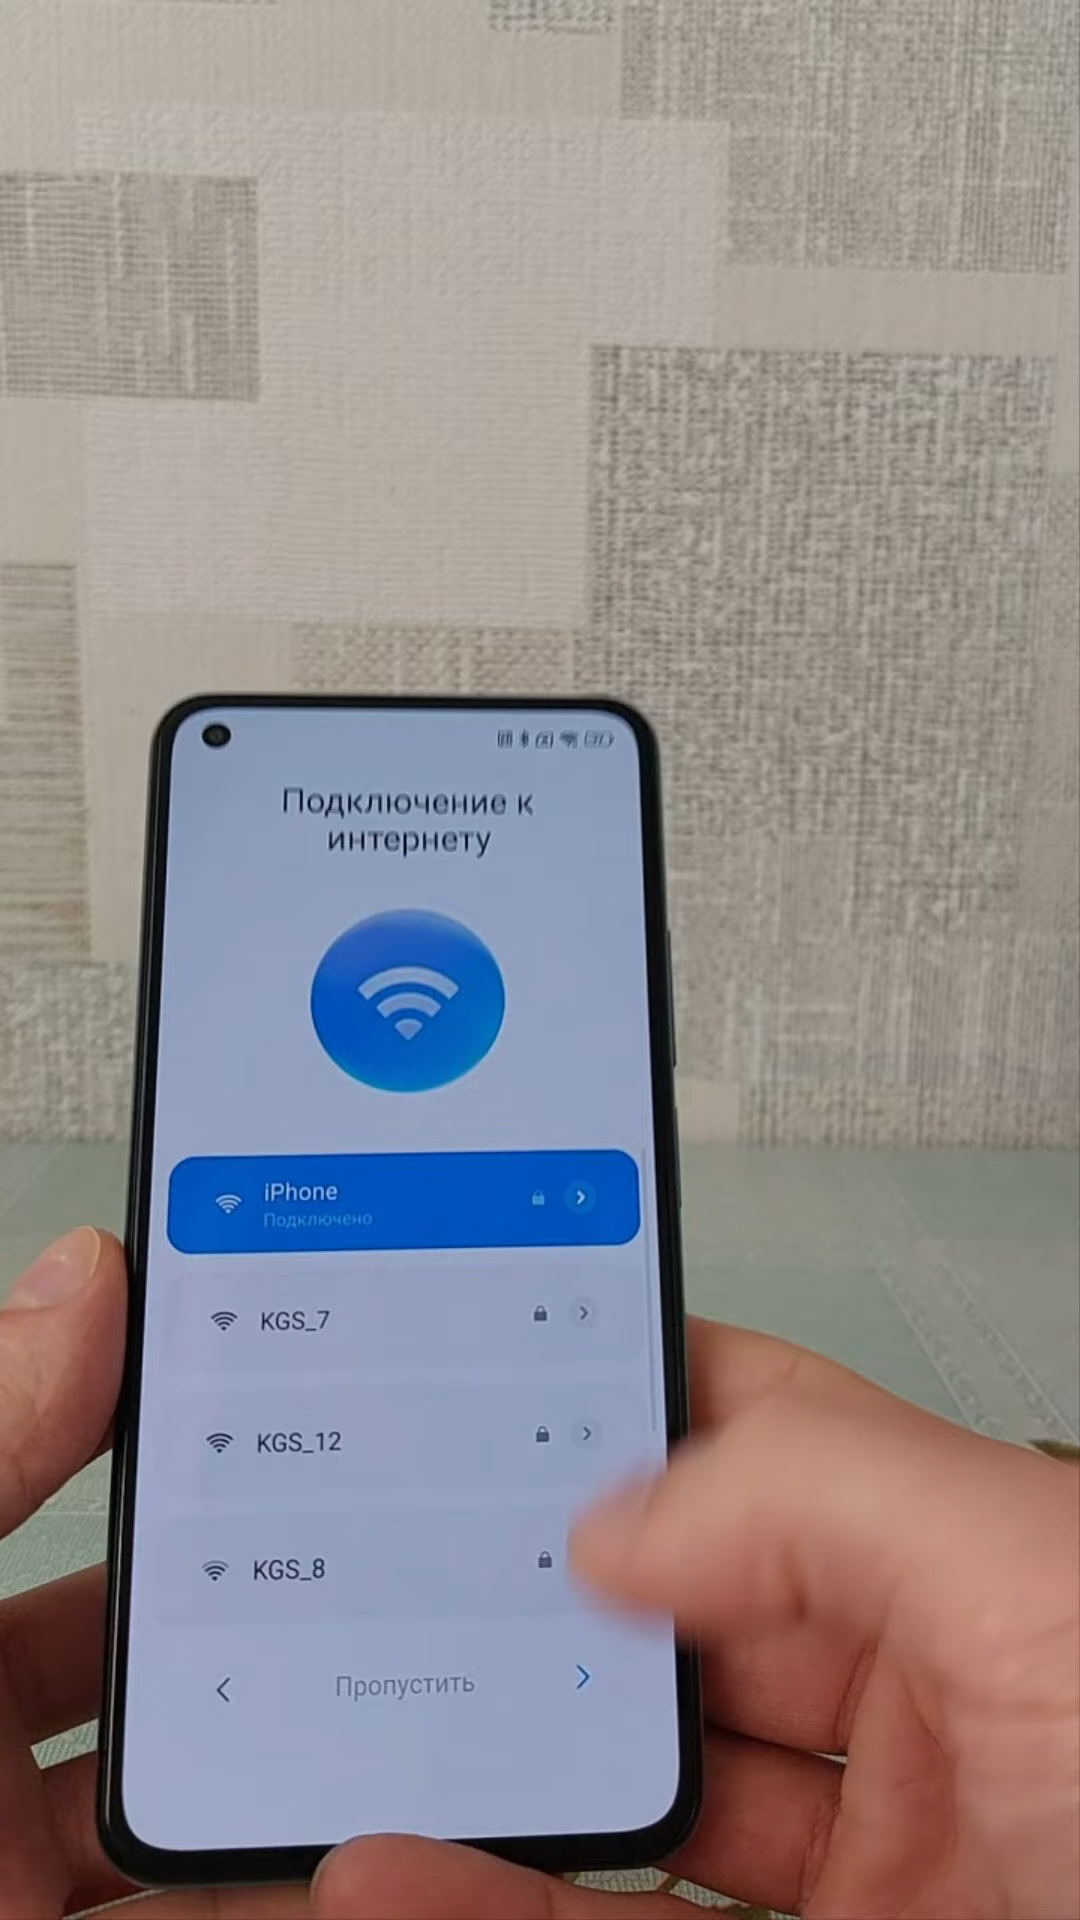 Подключение к
интернету
iPhone
Подключено
KGS_7
KGS_12
KGS_8
Пропустить